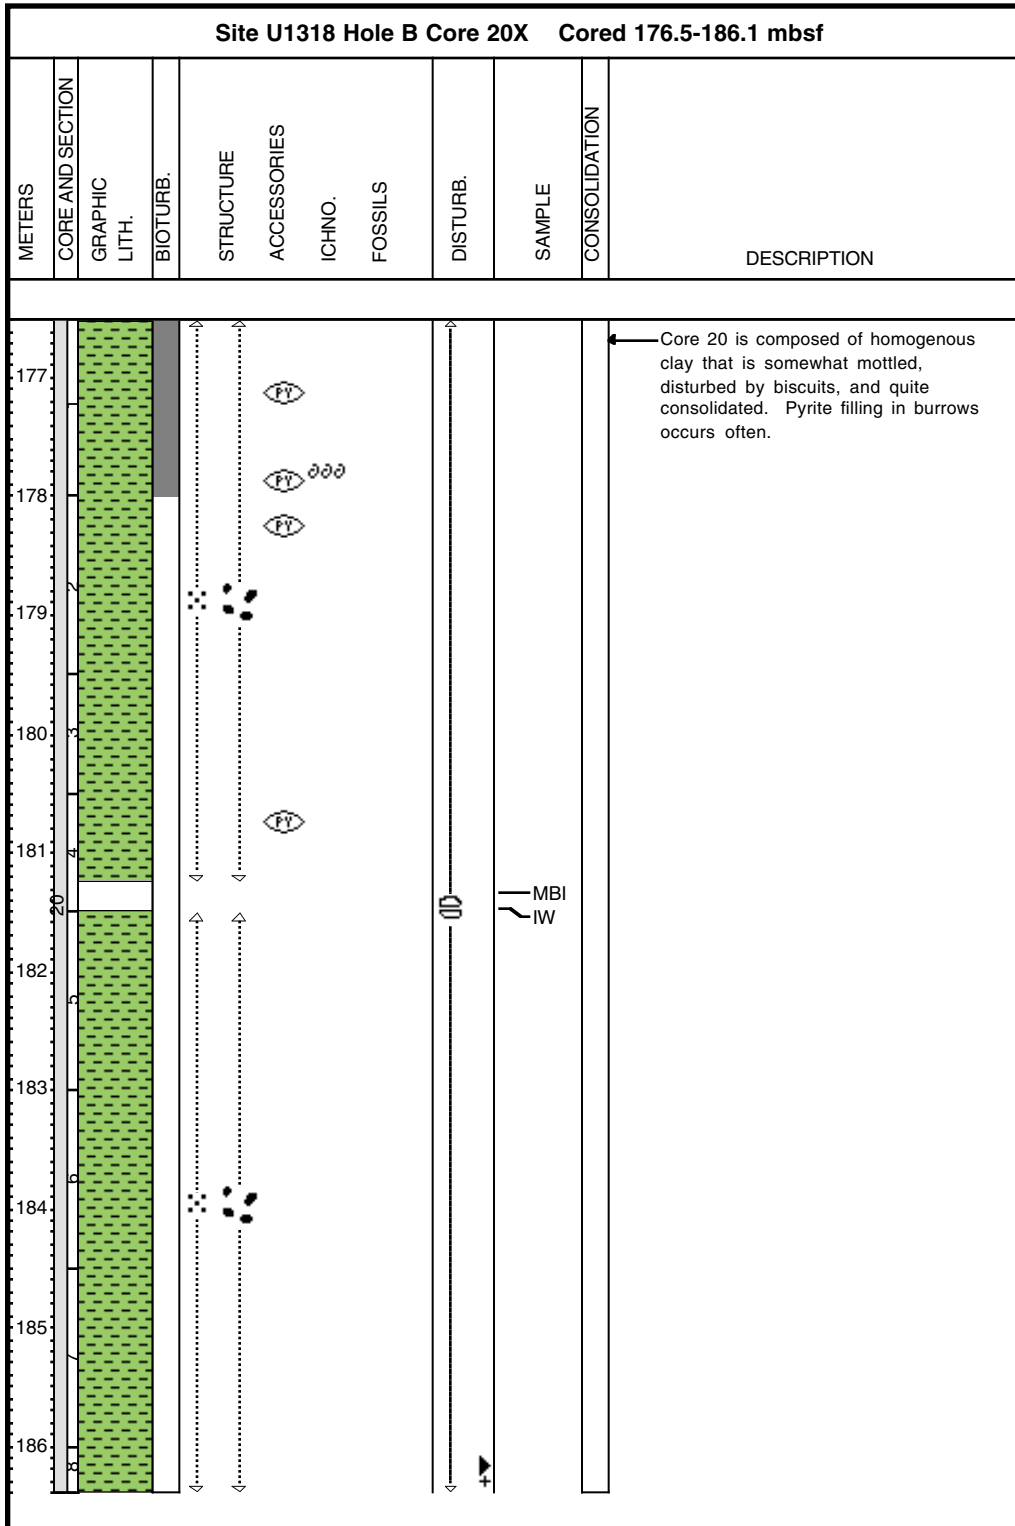 Site U1318 Hole B Core 20X Cored 176.5-186.1 mbsf
METERS
CORE AND SECTION
GRAPHIC
LITH.
BIOTURB.
STRUCTURE
ACCESSORIES
ICHNO.
FOSSILS
DISTURB.
SAMPLE
CONSOLIDATION
DESCRIPTION
Core 20 is composed of homogenous
clay that is somewhat mottled,
disturbed by biscuits, and quite
consolidated. Pyrite filling in burrows
occurs often.
177
1
PY
PY
178
PY
2
179
3
180
PY
181
4
20
MBI
IW
182
5
183
6
184
185
7
186
8
+